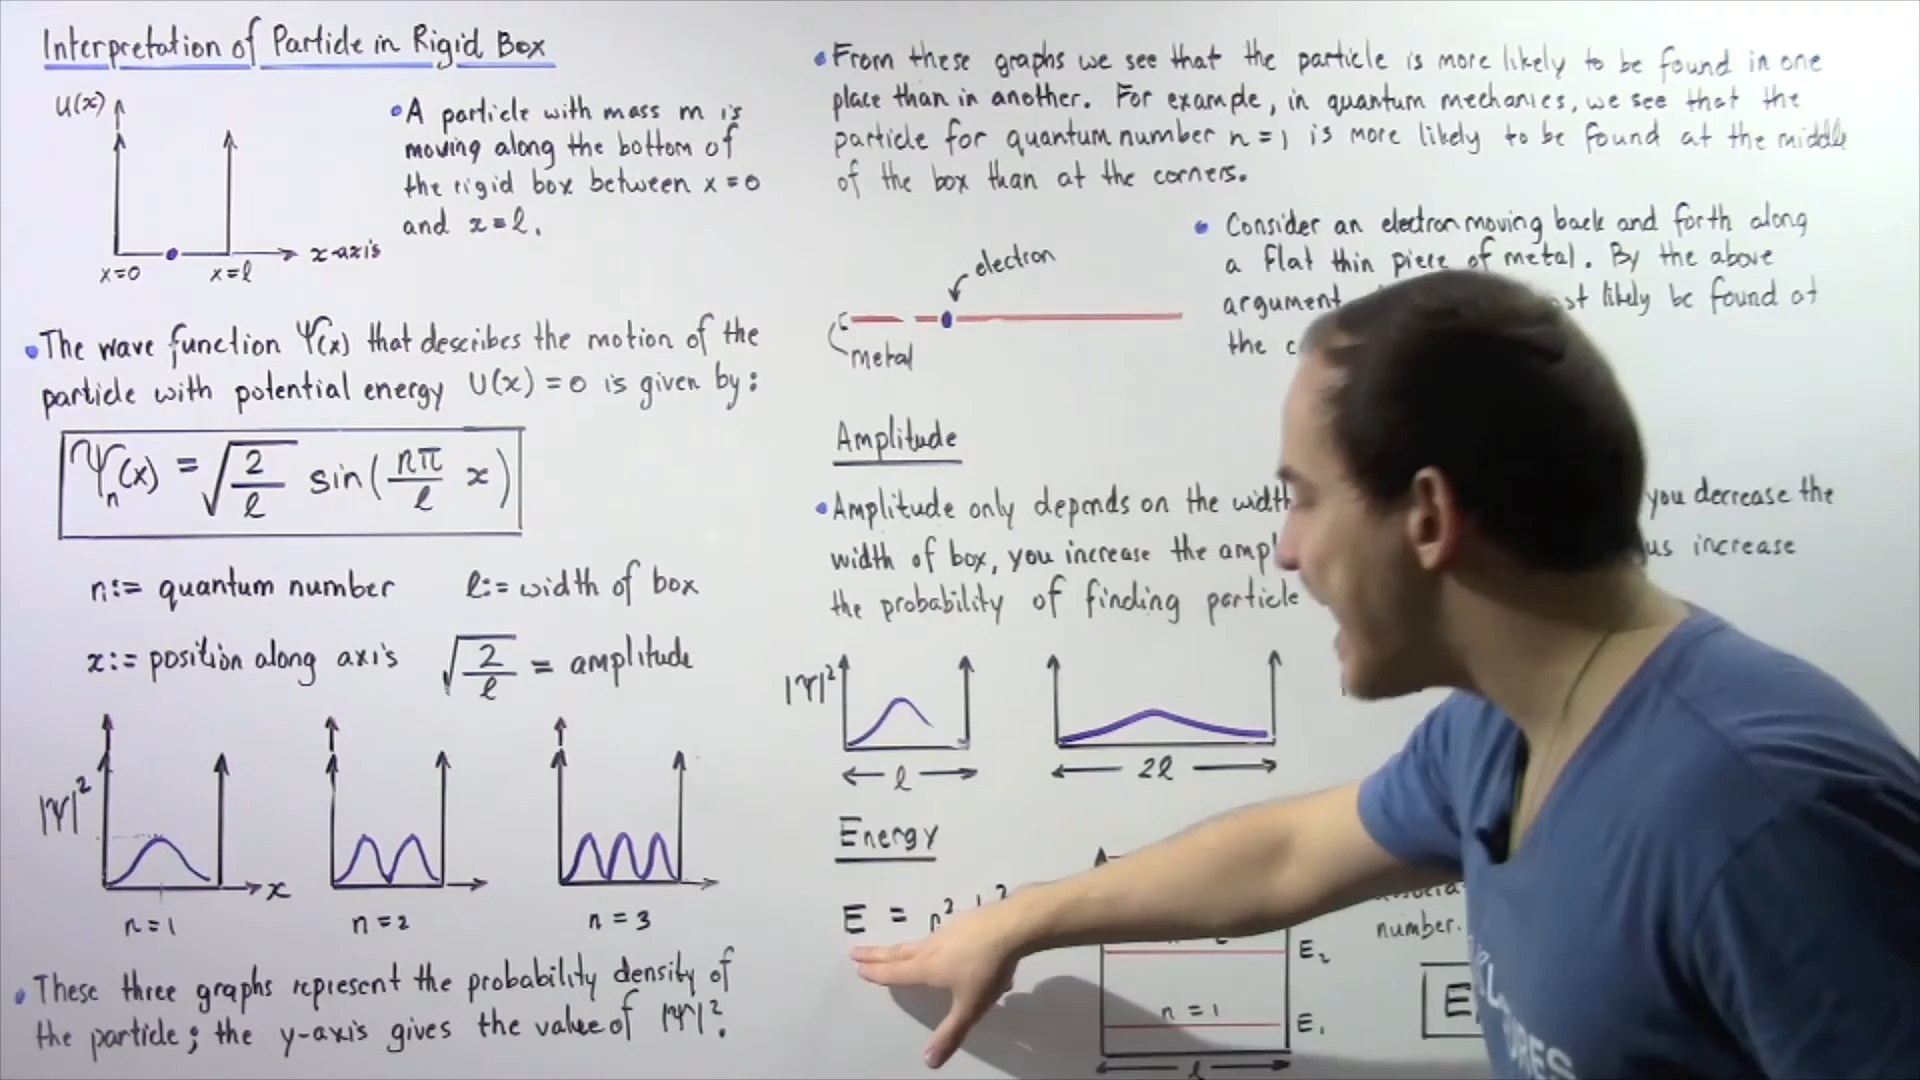 Interpretation of Particle in Rigid Box
U(x)
x-axis
x=0
x=ℓ
• A particle with mass m is
moving along the bottom of
the rigid box between x=0
and x=ℓ.
• The wave function Ψ(x) that describes the motion of the
particle with potential energy U(x)=0 is given by:
Ψn(x) = √(2/ℓ) sin(nπ/ℓ x)
n:= quantum number
ℓ:= width of box
x:= position along axis
√(2/ℓ) = amplitude
|Ψ|²
x
n=1
n=2
n=3
• These three graphs represent the probability density of
the particle; the y-axis gives the value of |Ψ|².
• From these graphs we see that the particle is more likely to be found in one
place than in another. For example, in quantum mechanics, we see that the
particle for quantum number n=1 is more likely to be found at the middle
of the box than at the corners.
electron
metal
• Consider an electron moving back and forth along
a flat thin piece of metal. By the above
argument likely be found at
the
Amplitude
• Amplitude only depends on the width you decrease the
width of box, you increase the increase
the probability of finding particle
|Ψ|²
ℓ
2ℓ
Energy
E = n²
E₂
n=1
E₁
ℓ
number.
E